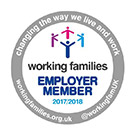 changing the way we live and work
working families
EMPLOYER
MEMBER
2017/2018
workingfamilies.org.uk
@workingfamUK